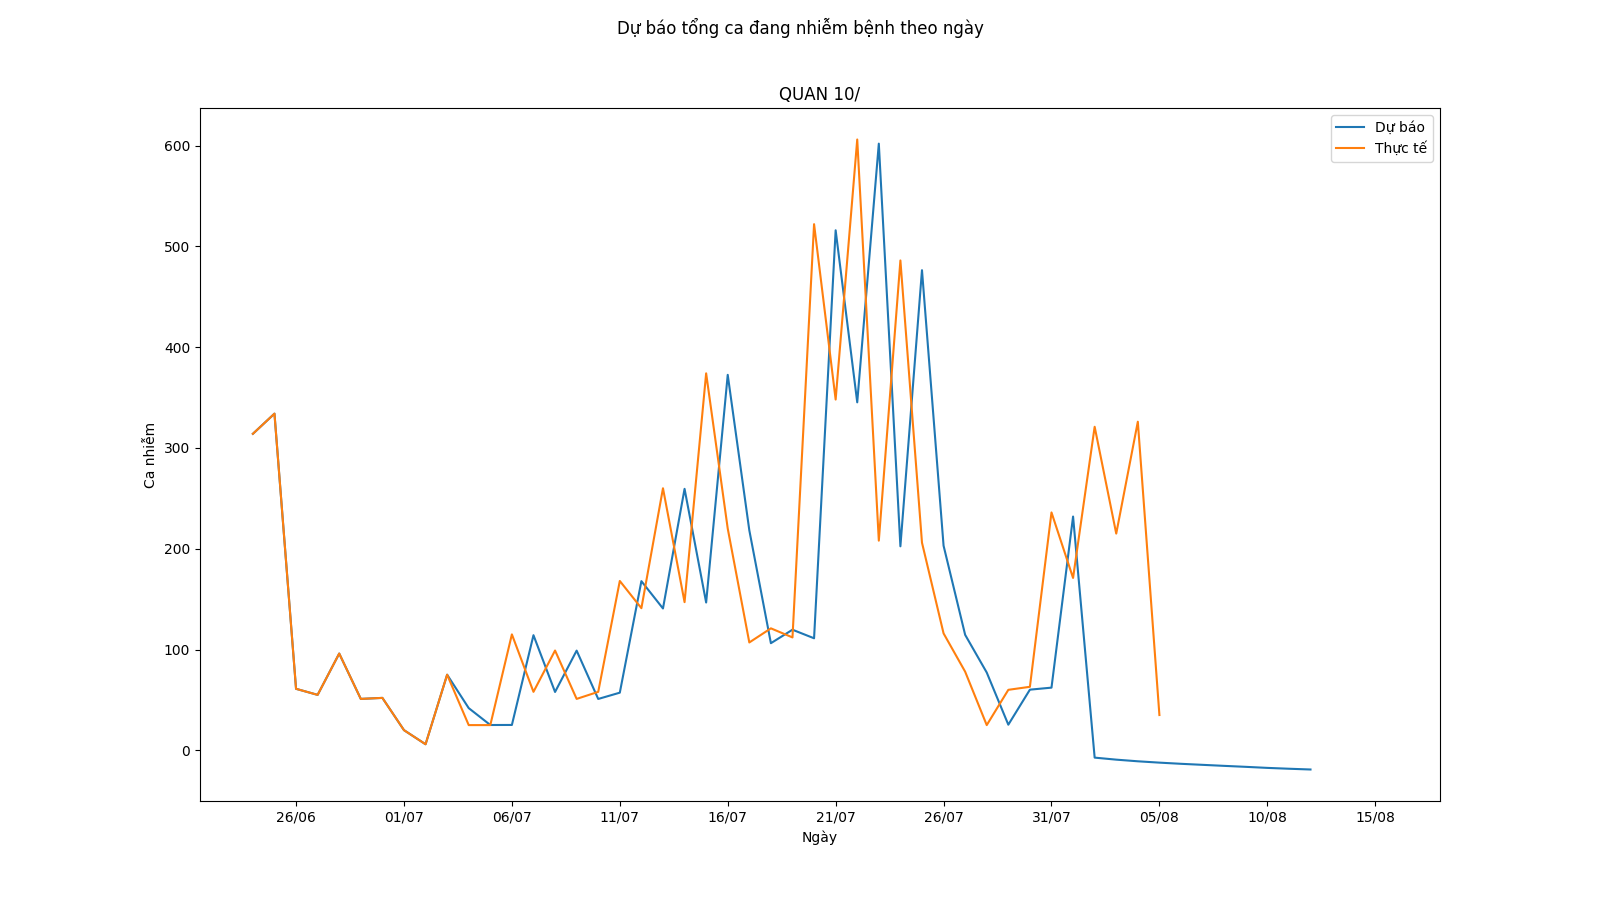 Dự báo tổng ca đang nhiễm bệnh theo ngày
QUAN 10/
Dự báo
Thực tế
600
500
400
300
200
100
0
Ca nhiễm
26/06 01/07 06/07 11/07 16/07 21/07 26/07 31/07 05/08 10/08 15/08
Ngày